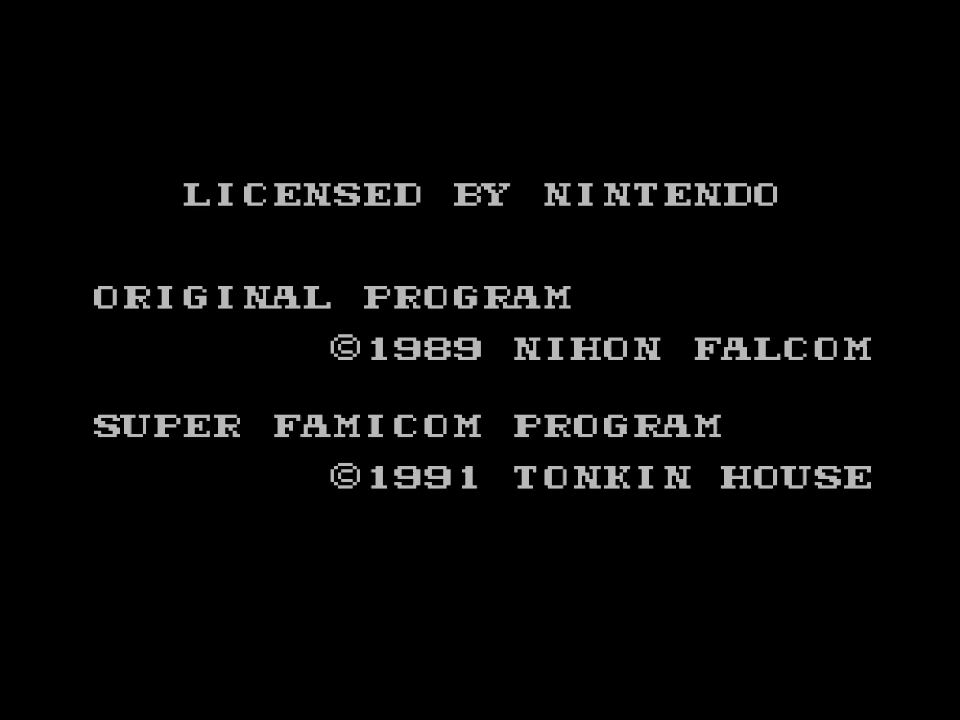 LICENSED BY NINTENDO
ORIGINAL PROGRAM
©1989 NIHON FALCOM
SUPER FAMICOM PROGRAM
©1991 TONKIN HOUSE